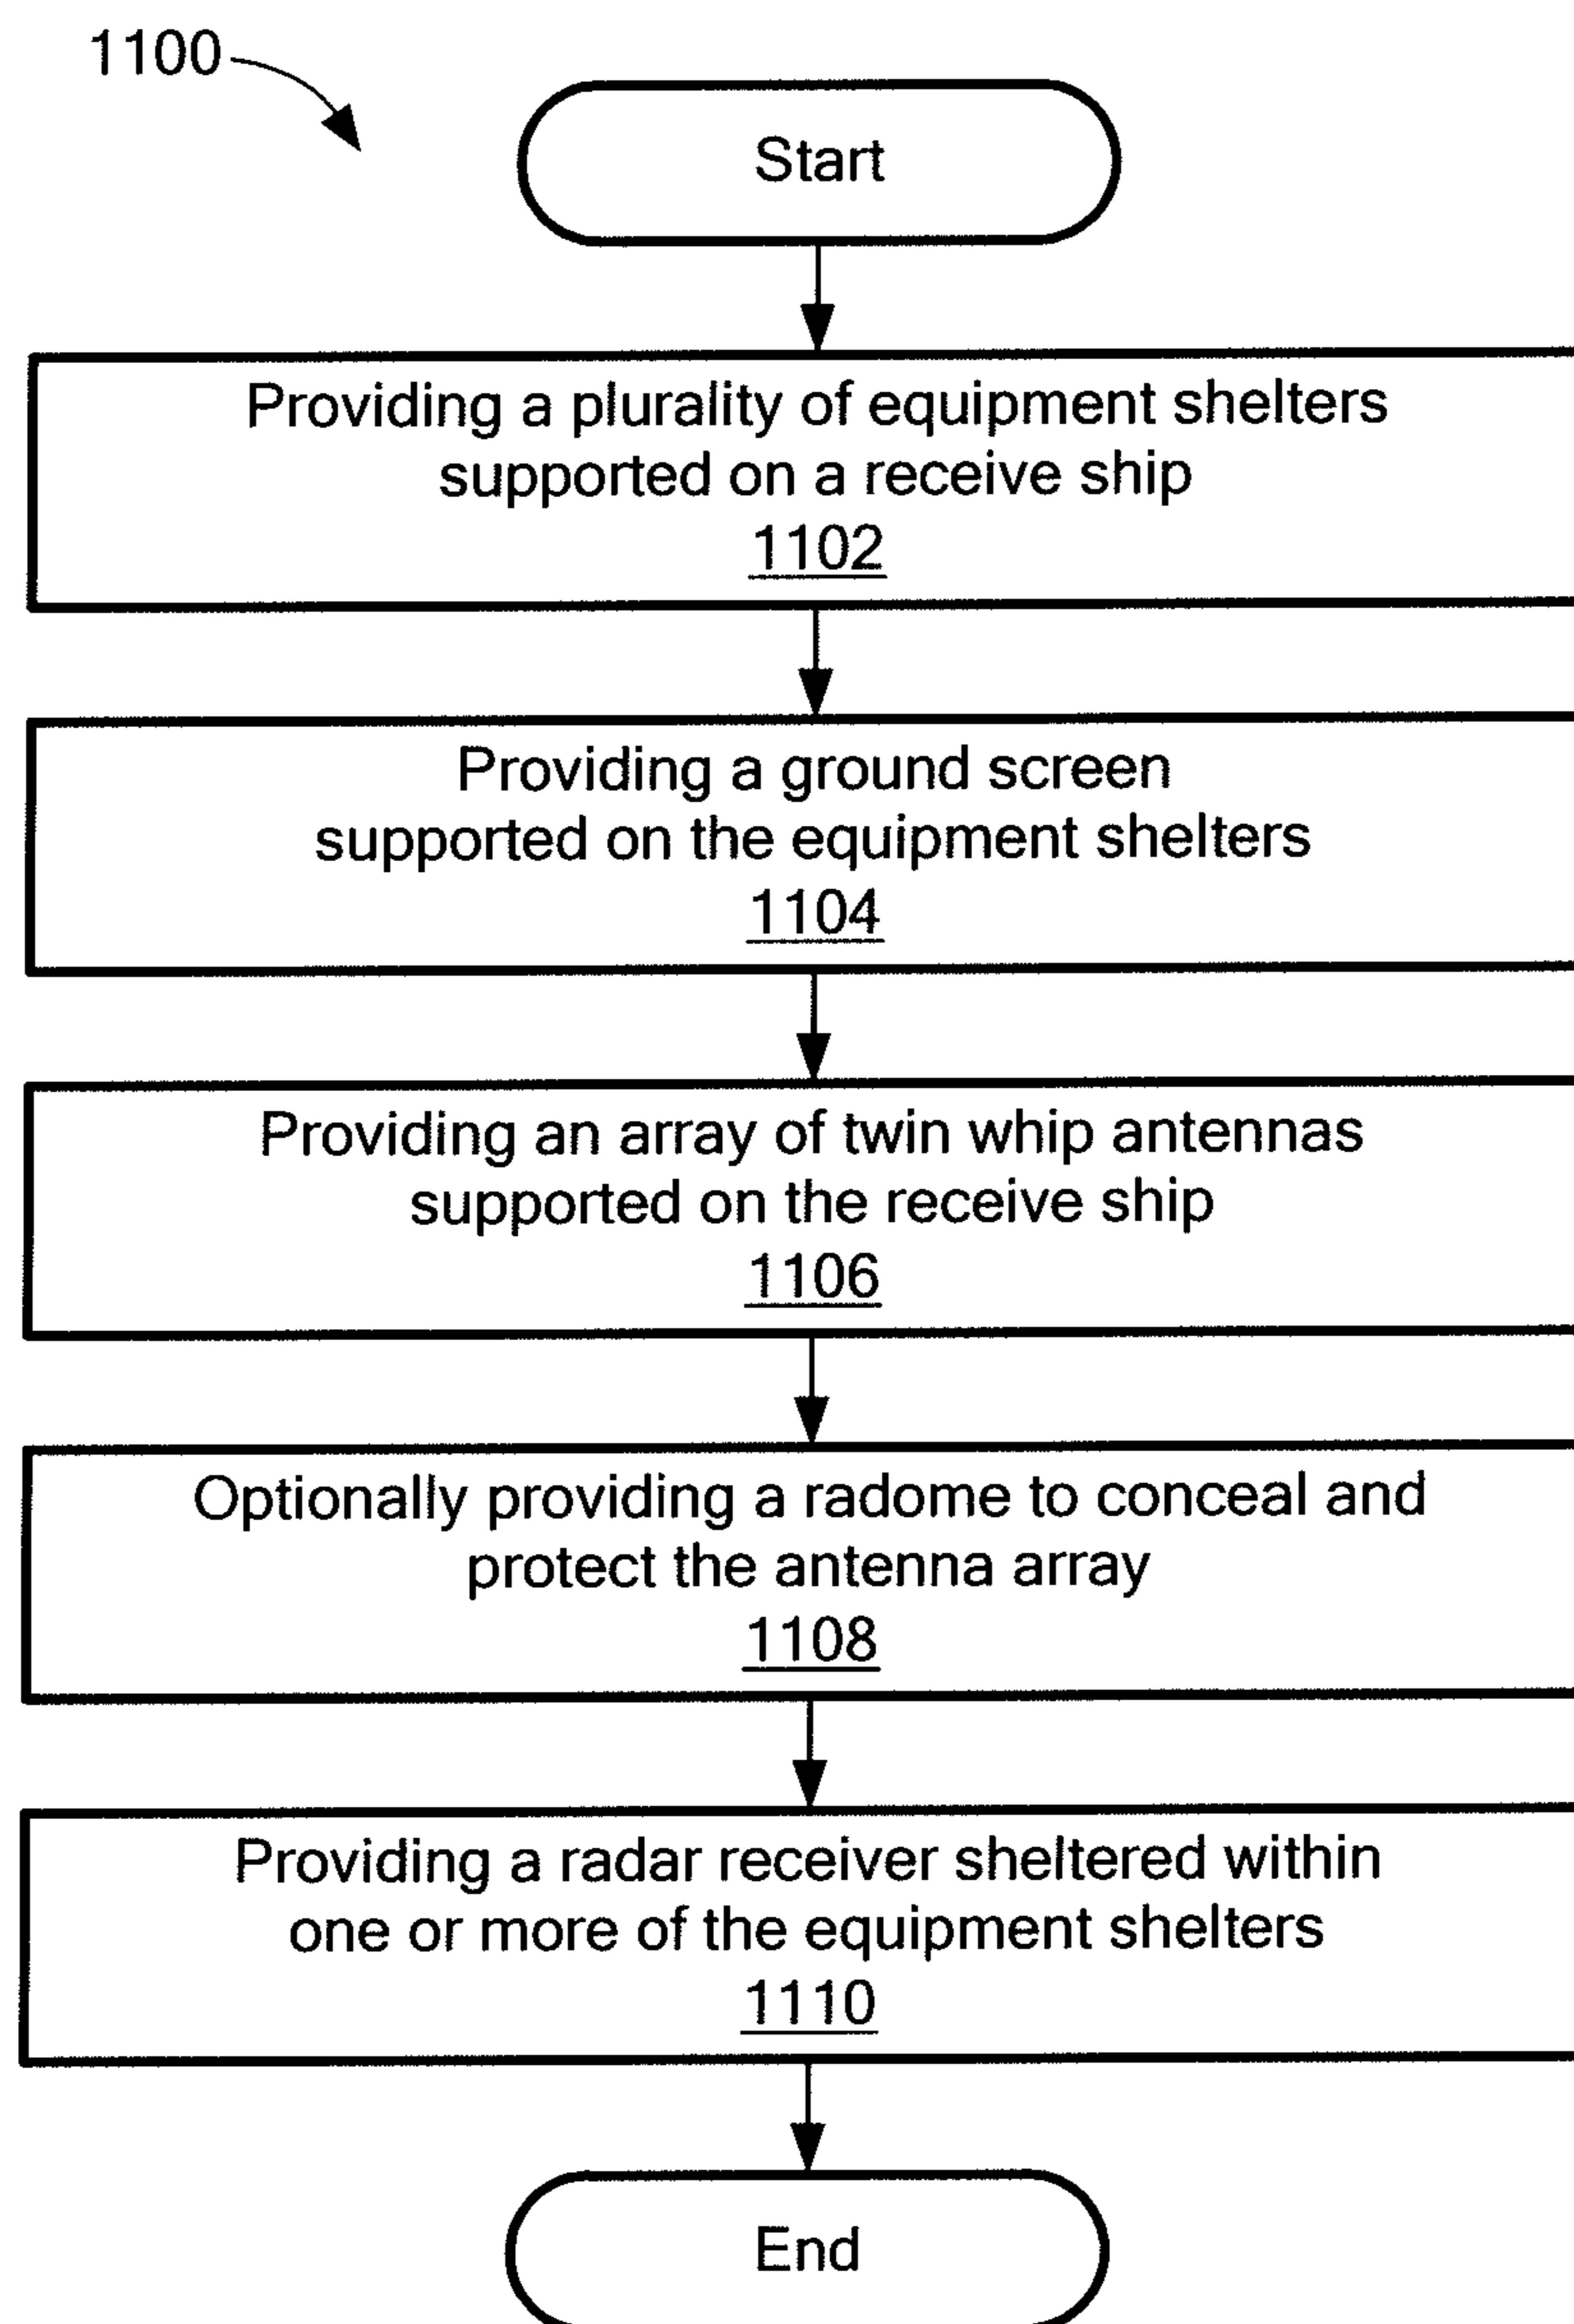 1100
Start
Providing a plurality of equipment shelters
supported on a receive ship
1102
Providing a ground screen
supported on the equipment shelters
1104
Providing an array of twin whip antennas
supported on the receive ship
1106
Optionally providing a radome to conceal and
protect the antenna array
1108
Providing a radar receiver sheltered within
one or more of the equipment shelters
1110
End